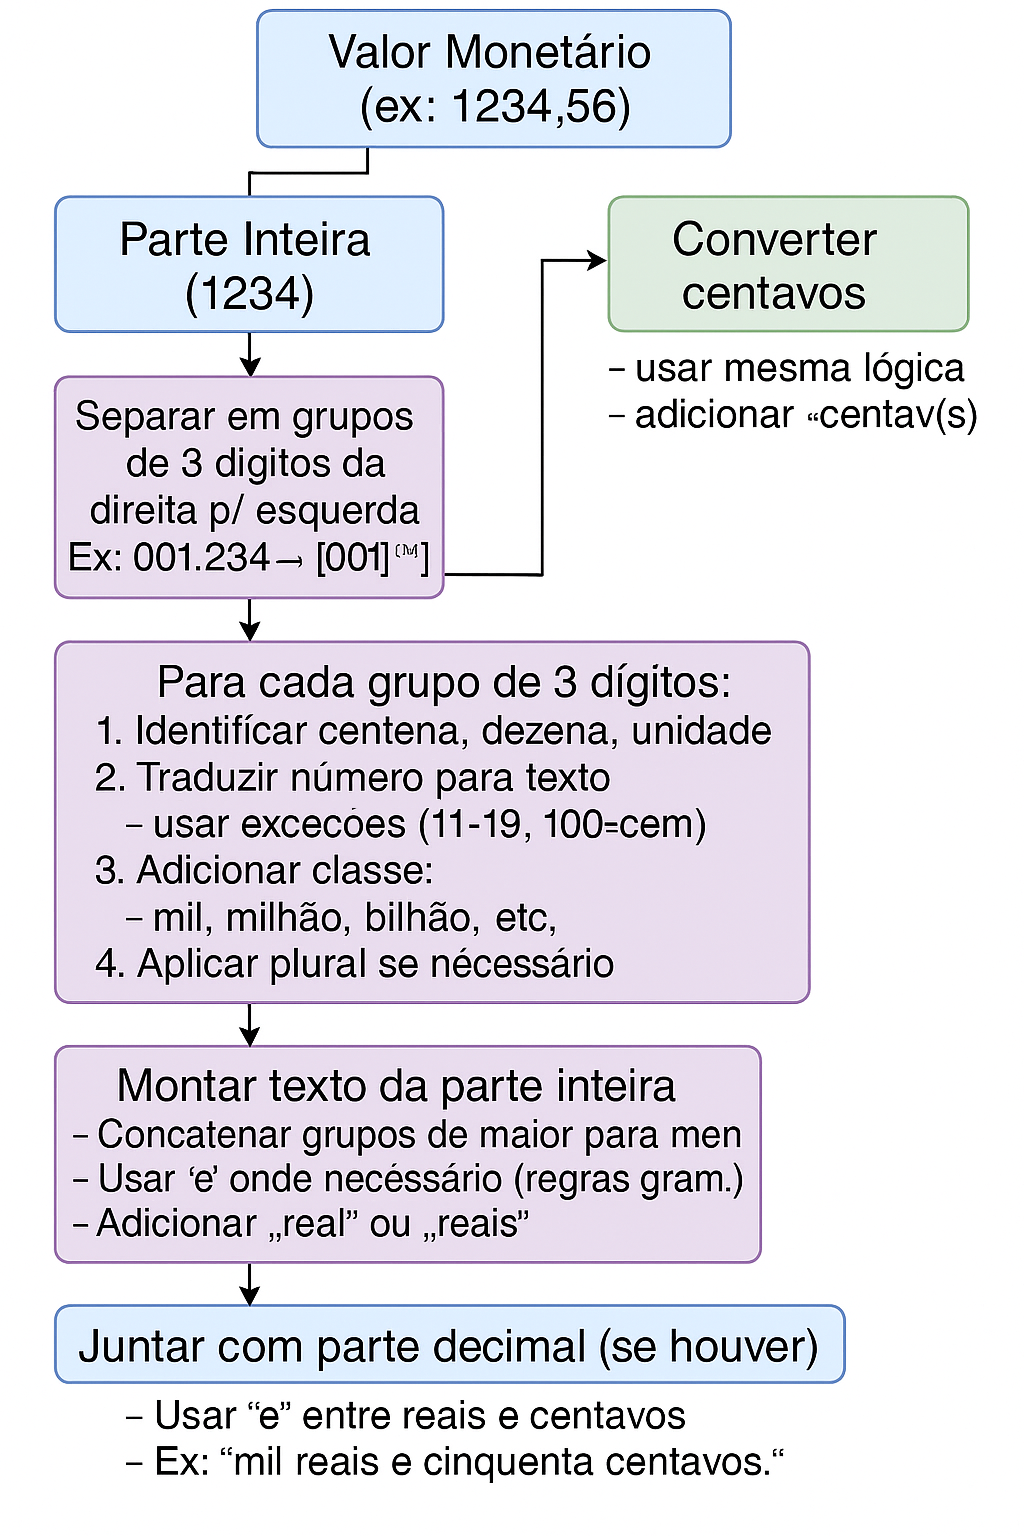 Valor Monetário
(ex: 1234,56)
Parte Inteira
(1234)
Converter
centavos
– usar mesma lógica
– adicionar “centav(s)
Separar em grupos
de 3 digitos da
direita p/ esquerda
Ex: 001.234→ [001]
Para cada grupo de 3 dígitos:
1. Identifícar centena, dezena, unidade
2. Traduzir número para texto
– usar excecóes (11-19, 100=cem)
3. Adicionar classe:
– mil, milhão, bilhão, etc,
4. Aplicar plural se nécessário
Montar texto da parte inteira
– Concatenar grupos de maior para men
– Usar ‘e’ onde necéssário (regras gram.)
– Adicionar „real” ou „reais”
Juntar com parte decimal (se houver)
– Usar “e” entre reais e centavos
– Ex: “mil reais e cinquenta centavos.“